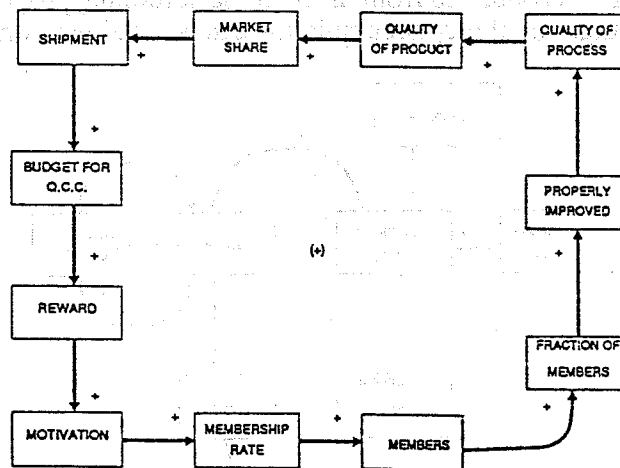 SHIPMENT
MARKET
SHARE
QUALITY
OF PRODUCT
QUALITY OF
PROCESS
+
+
+
+
+
BUDGET FOR
Q.C.C.
PROPERLY
IMPROVED
+
(+)
+
REWARD
FRACTION OF
MEMBERS
+
+
+
+
MOTIVATION
MEMBERSHIP
RATE
MEMBERS